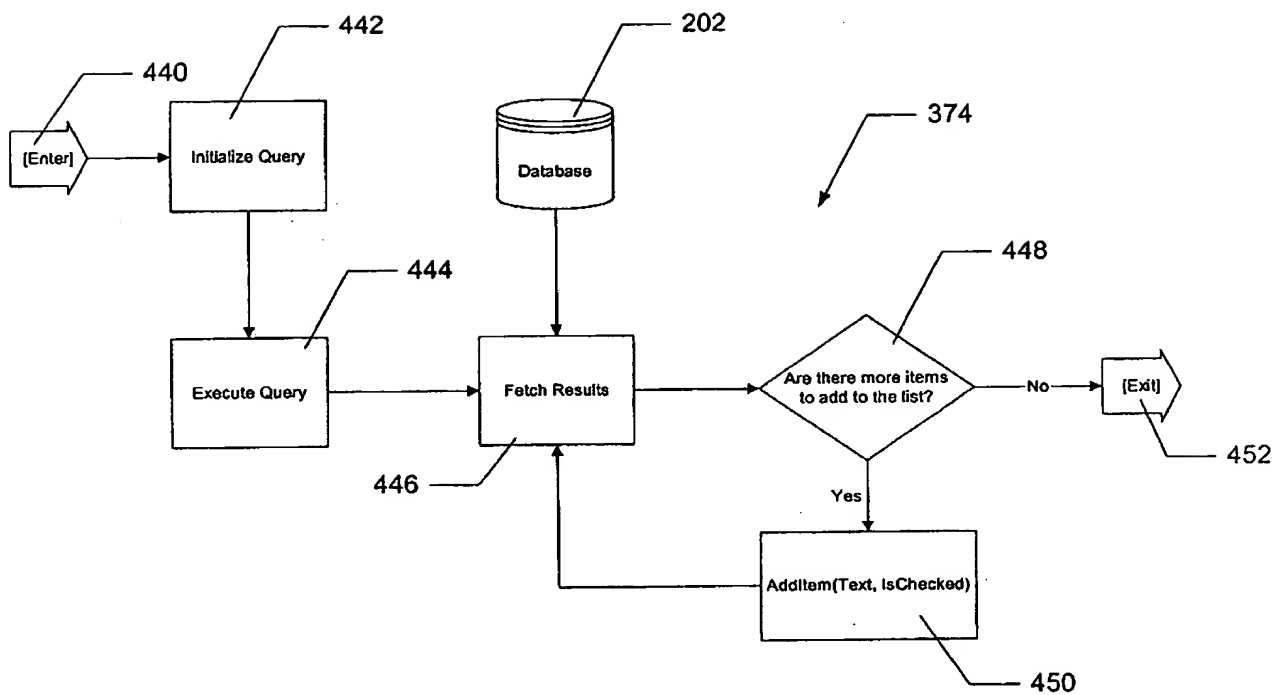 442
202
440
374
[Enter]
Initialize Query
Database
448
444
Execute Query
Fetch Results
Are there more items
to add to the list?
No
[Exit]
452
446
Yes
AddItem(Text, IsChecked)
450